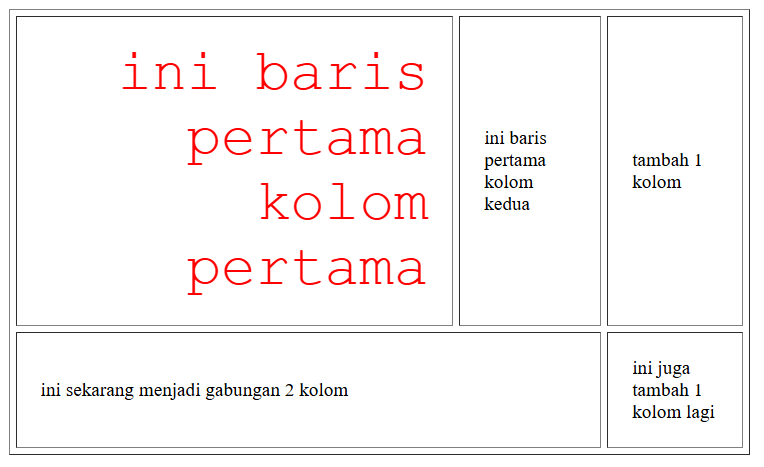 ini baris
pertama
kolom
pertama
ini baris
pertama
kolom
kedua
tambah 1
kolom
ini sekarang menjadi gabungan 2 kolom
ini juga
tambah 1
kolom lagi